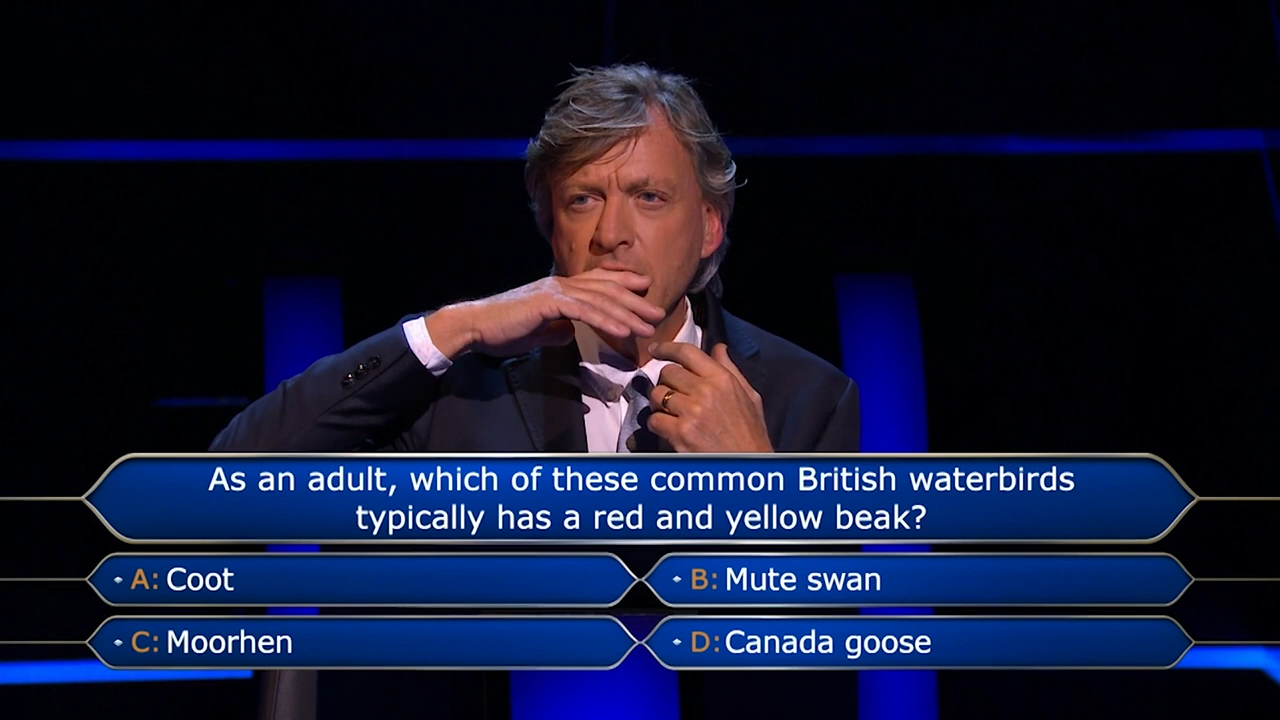 As an adult, which of these common British waterbirds
typically has a red and yellow beak?
A: Coot
B: Mute swan
C: Moorhen
D: Canada goose